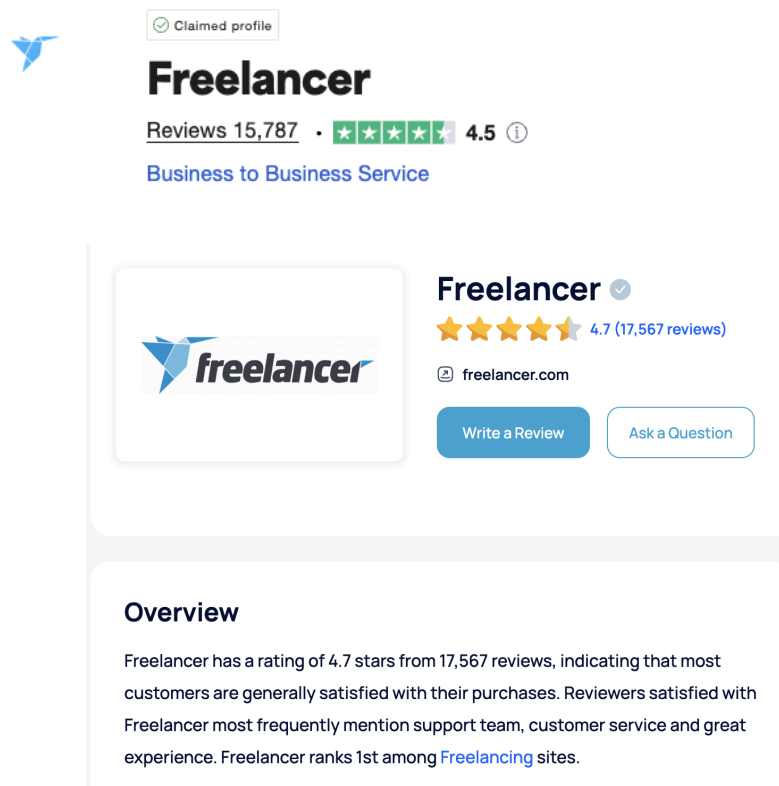 Claimed profile
Freelancer
Reviews 15,787 • 4.5
Business to Business Service
freelancer
Freelancer
4.7 (17,567 reviews)
freelancer.com
Write a Review
Ask a Question
Overview
Freelancer has a rating of 4.7 stars from 17,567 reviews, indicating that most
customers are generally satisfied with their purchases. Reviewers satisfied with
Freelancer most frequently mention support team, customer service and great
experience. Freelancer ranks 1st among Freelancing sites.